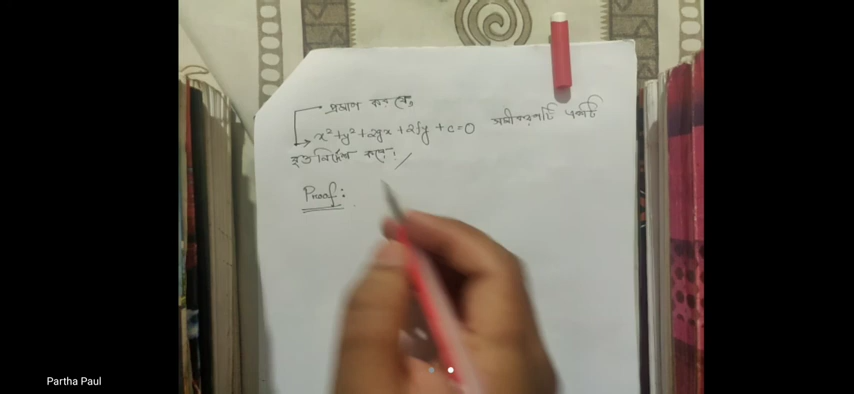 প্রমাণ কর যে,
x² + y² + 2gx + 2fy + c = 0 সমীকরণটি একটি
বৃত্ত নির্দেশ করে।
Proof:
Partha Paul